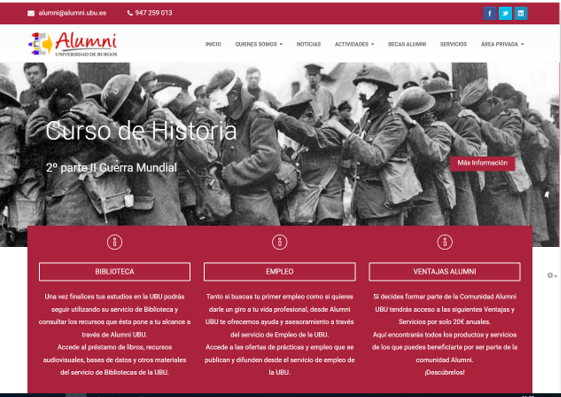 alumni@alumni.ubu.es 947 259 013
Alumni
UNIVERSIDAD DE BURGOS
INICIO QUIENES SOMOS NOTICIAS ACTIVIDADES BECAS ALUMNI SERVICIOS ÁREA PRIVADA
Curso de Historia
2º parte II Guerra Mundial
Más Información
BIBLIOTECA
Una vez finalices tus estudios en la UBU podrás
seguir utilizando su servicio de Biblioteca y
consultar los recursos que ésta pone a tu alcance a
través de Alumni UBU.
Accede al préstamo de libros, recursos
audiovisuales, bases de datos y otros materiales
del servicio de Bibliotecas de la UBU.
EMPLEO
Tanto si buscas tu primer empleo como si quieres
darle un giro a tu vida profesional, desde Alumni
UBU te ofrecemos ayuda y asesoramiento a través
del servicio de Empleo de la UBU.
Accede a las ofertas de prácticas y empleo que se
publican y difunden desde el servicio de empleo de
la UBU.
VENTAJAS ALUMNI
Si decides formar parte de la Comunidad Alumni
UBU tendrás acceso a las siguientes Ventajas y
Servicios por solo 20€ anuales.
Aquí encontrarás todos los productos y servicios
de los que puedes beneficiarte por ser parte de la
comunidad Alumni.
¡Descúbrelos!